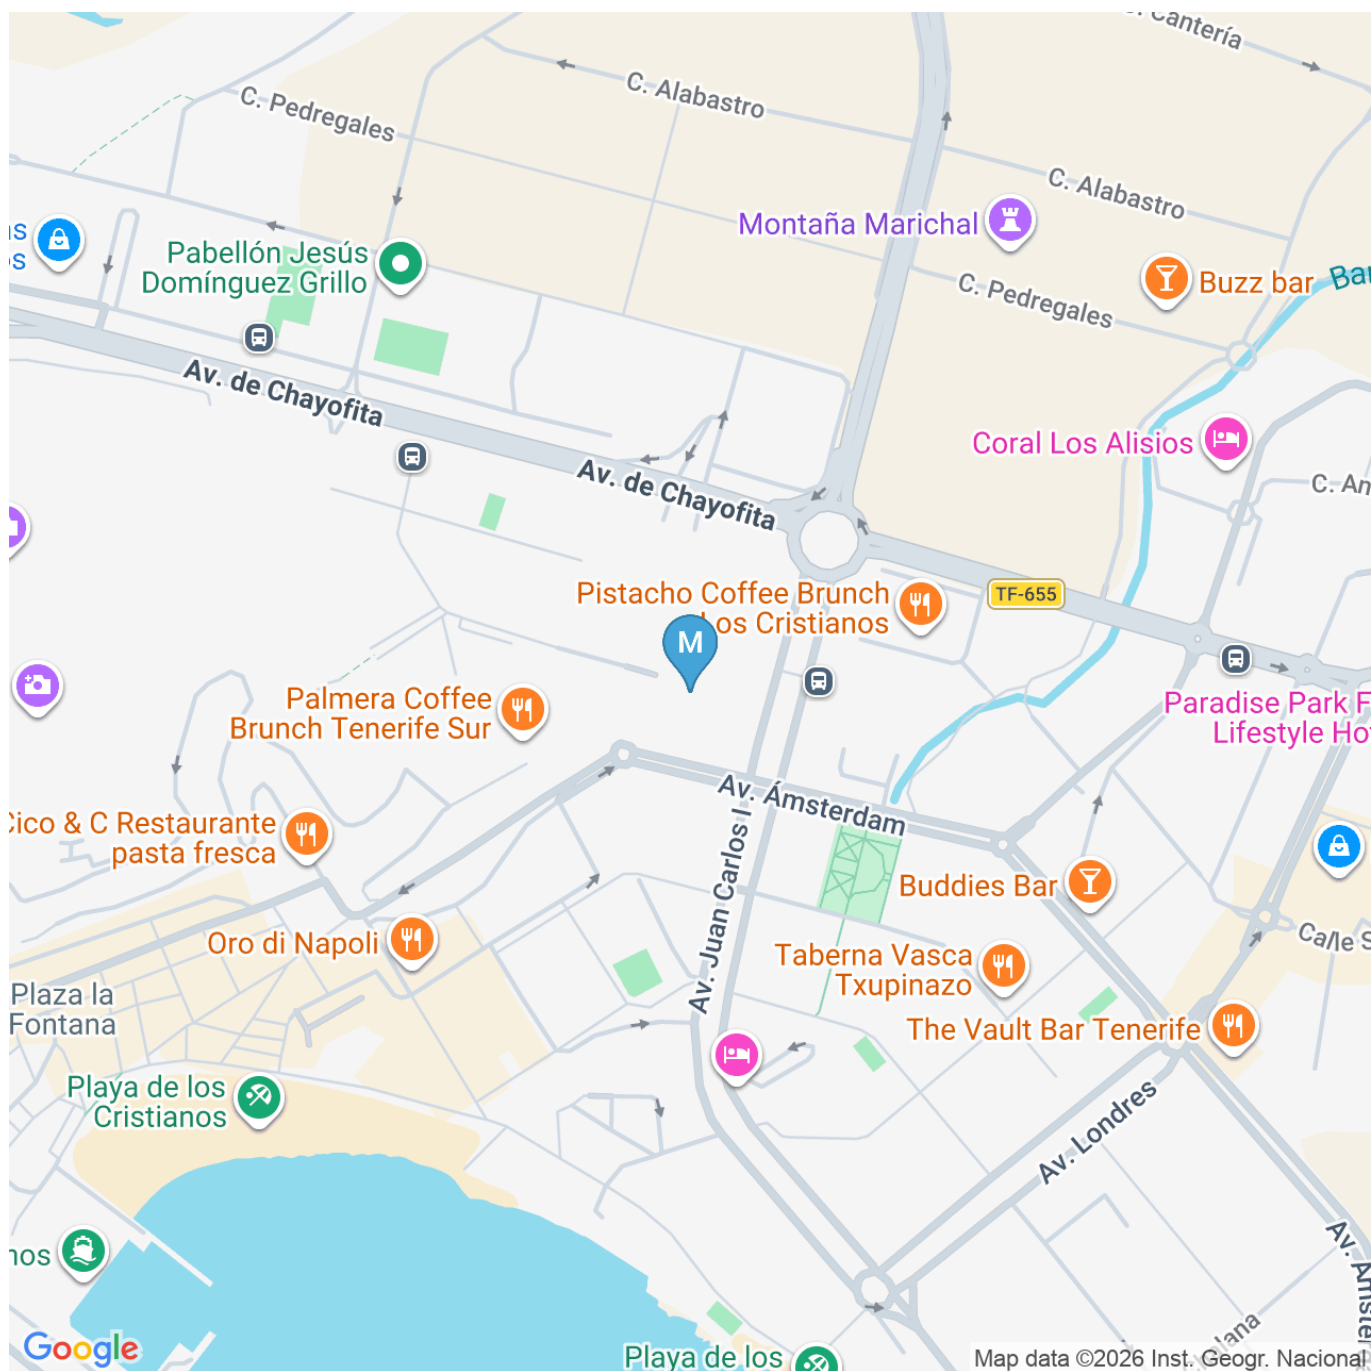 C. Cantería
C. Alabastro
C. Pedregales
C. Alabastro
Montaña Marichal
Pabellón Jesús
Domínguez Grillo
Buzz bar
C. Pedregales
Av. de Chayofita
Coral Los Alisios
Av. de Chayofita
Pistacho Coffee Brunch
Los Cristianos
TF-655
M
Palmera Coffee
Brunch Tenerife Sur
Paradise Park F
Lifestyle Ho
Av. Ámsterdam
Cico & C Restaurante
pasta fresca
Av. Juan Carlos I
Buddies Bar
Oro di Napoli
Calle S
Taberna Vasca
Txupinazo
Plaza la
Fontana
The Vault Bar Tenerife
Playa de los
Cristianos
Av. Londres
Google
Playa de los
Map data ©2026 Inst. Geogr. Nacional